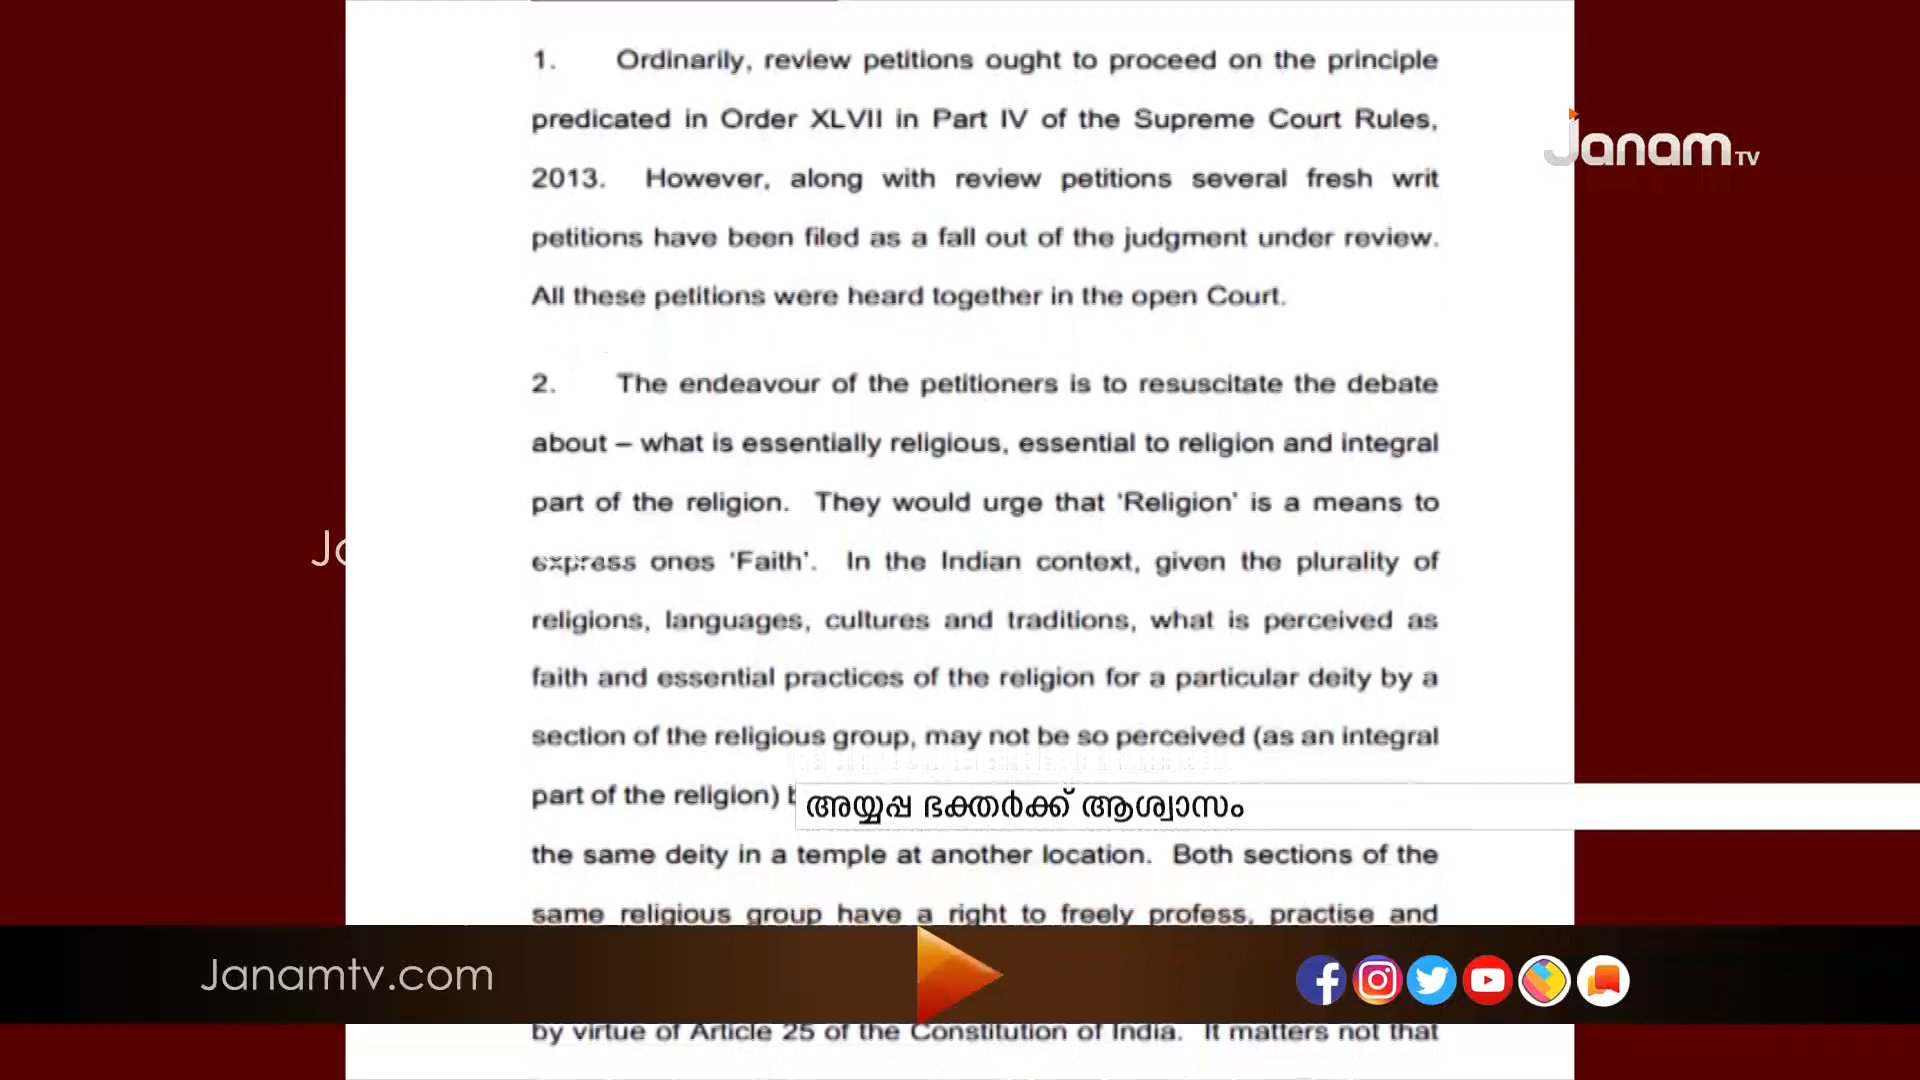 1. Ordinarily, review petitions ought to proceed on the principle
predicated in Order XLVII in Part IV of the Supreme Court Rules,
2013. However, along with review petitions several fresh writ
petitions have been filed as a fall out of the judgment under review.
All these petitions were heard together in the open Court.
Janam TV
2. The endeavour of the petitioners is to resuscitate the debate
about – what is essentially religious, essential to religion and integral
part of the religion. They would urge that ‘Religion’ is a means to
express ones ‘Faith’. In the Indian context, given the plurality of
religions, languages, cultures and traditions, what is perceived as
faith and essential practices of the religion for a particular deity by a
section of the religious group, may not be so perceived (as an integral
part of the religion)
അയ്യപ്പ ഭക്തർക്ക് ആശ്വാസം
the same deity in a temple at another location. Both sections of the
same religious group have a right to freely profess, practise and
Janamtv.com
by virtue of Article 25 of the Constitution of India. It matters not that